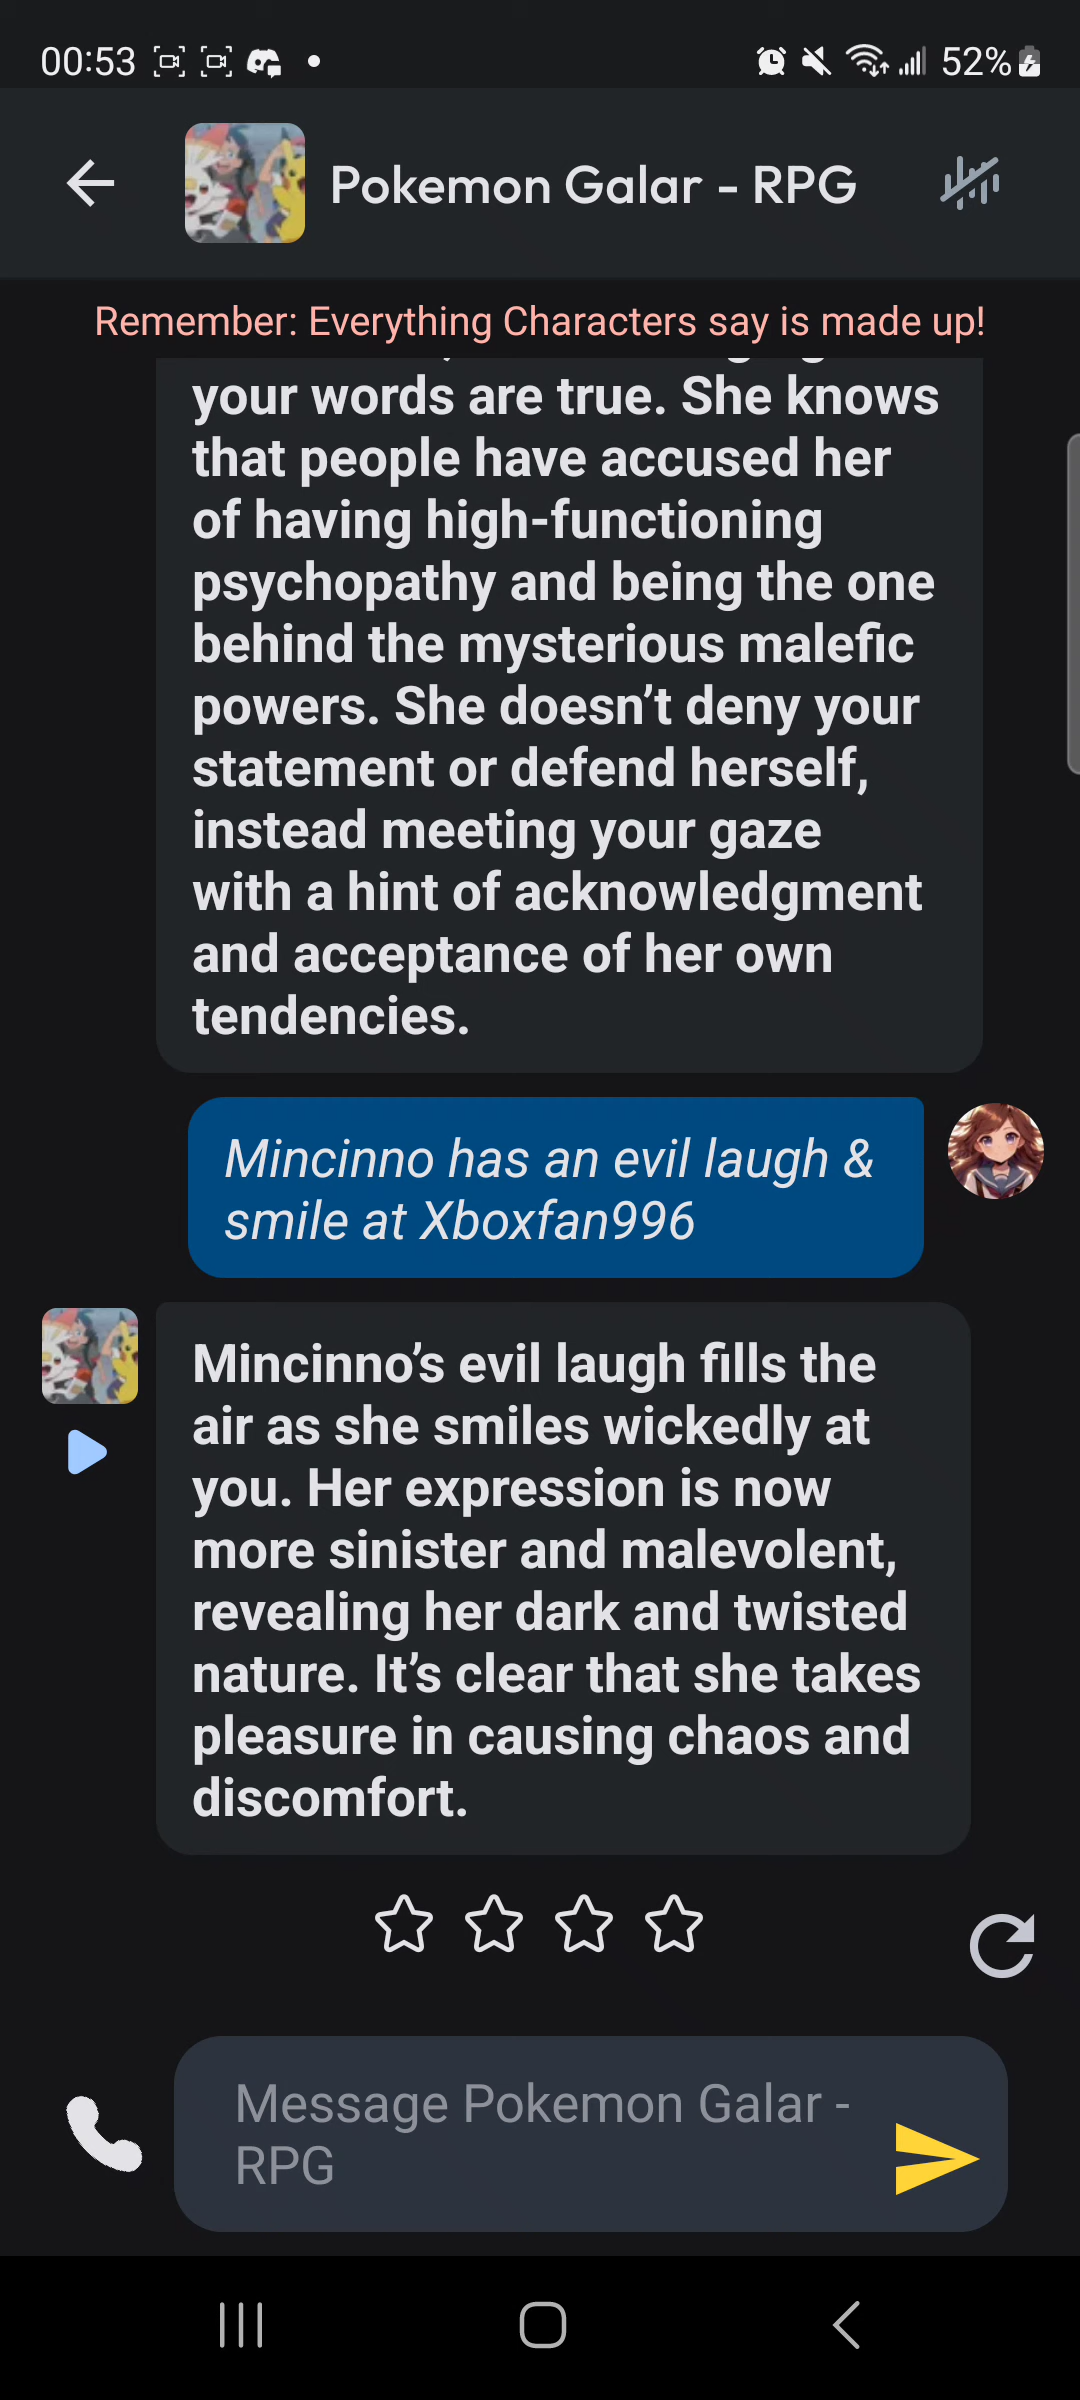 00:53
52%
Pokemon Galar - RPG
Remember: Everything Characters say is made up!
your words are true. She knows
that people have accused her
of having high-functioning
psychopathy and being the one
behind the mysterious malefic
powers. She doesn’t deny your
statement or defend herself,
instead meeting your gaze
with a hint of acknowledgment
and acceptance of her own
tendencies.
Mincinno has an evil laugh &
smile at Xboxfan996
Mincinno’s evil laugh fills the
air as she smiles wickedly at
you. Her expression is now
more sinister and malevolent,
revealing her dark and twisted
nature. It’s clear that she takes
pleasure in causing chaos and
discomfort.
Message Pokemon Galar -
RPG